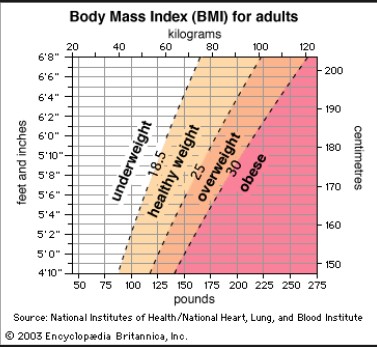 Body Mass Index (BMI) for adults
kilograms
20 40 60 80 100 120
6'8"
6'6"
6'4"
6'2"
6'0"
5'10"
5'8"
5'6"
5'4"
5'2"
5'0"
4'10"
feet and inches
underweight
18.5
healthy weight
25
overweight
30
obese
200
190
180
170
160
150
centimetres
50 75 100 125 150 175 200 225 250 275
pounds
Source: National Institutes of Health/National Heart, Lung, and Blood Institute
© 2003 Encyclopædia Britannica, Inc.